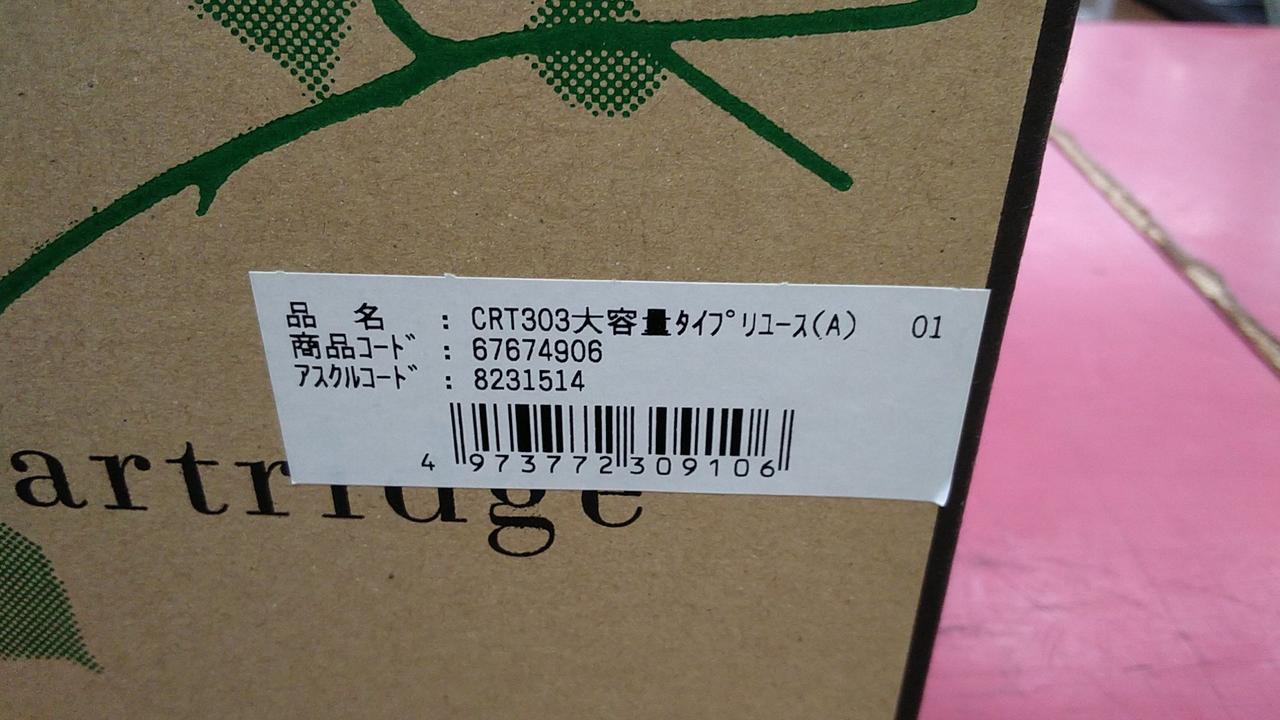 品　名　：CRT303大容量ﾀｲﾌﾟﾘﾕｰｽ(A)　01
商品ｺｰﾄﾞ：67674906
ｱｽｸﾙｺｰﾄﾞ：8231514
4 973772 309106
artridge